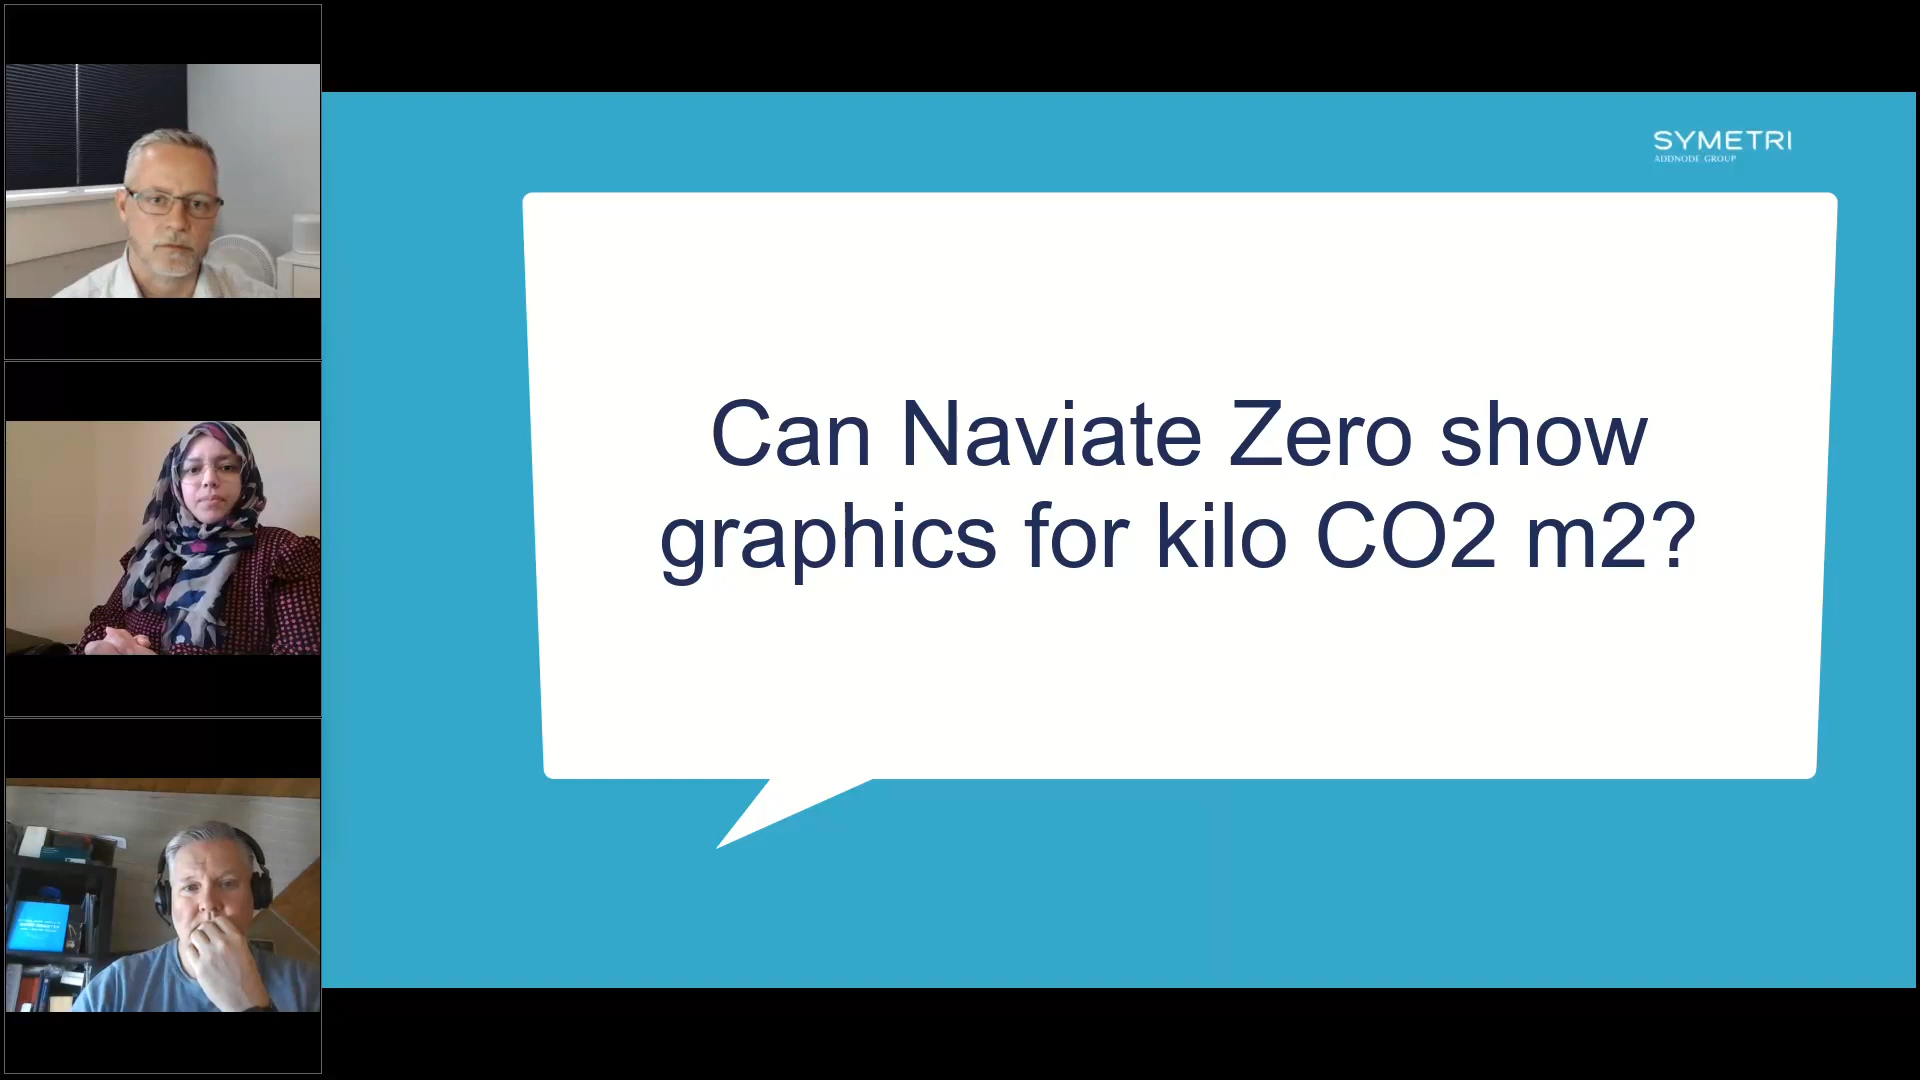 SYMETRI
ADDNODE GROUP
Can Naviate Zero show
graphics for kilo CO2 m2?